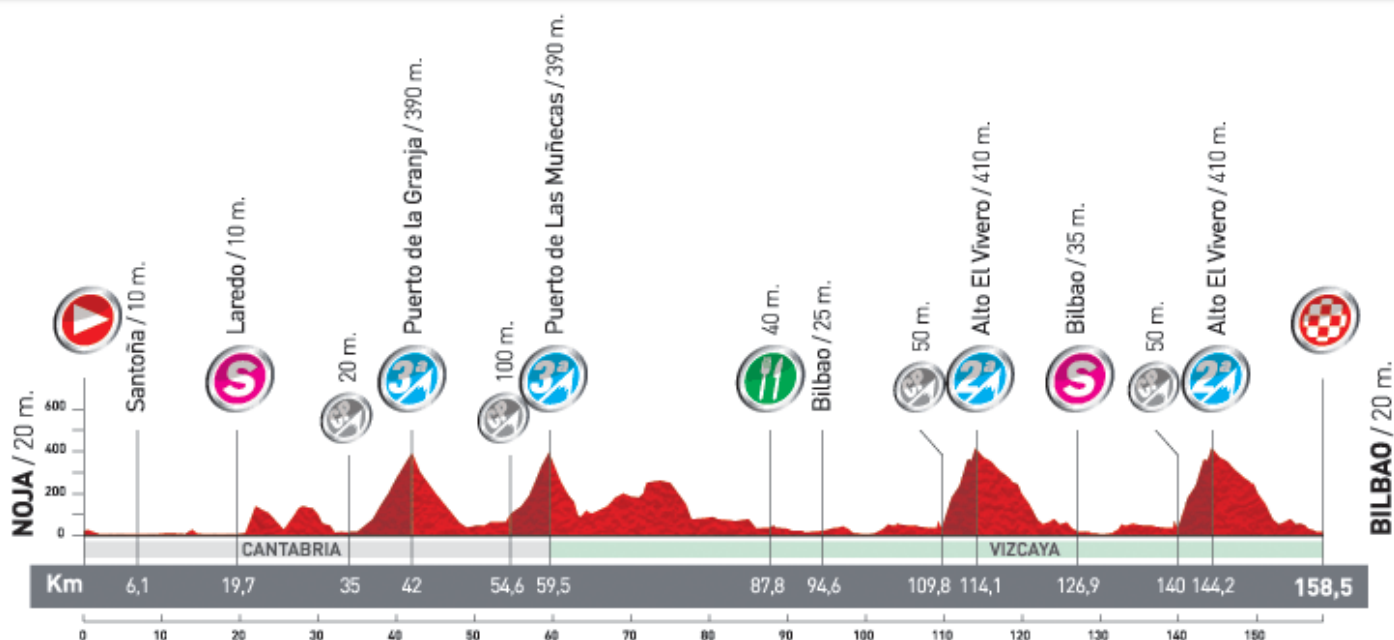 NOJA / 20 m.
Santoña / 10 m.
Laredo / 10 m.
S
20 m.
CP
Puerto de la Granja / 390 m.
3ª
100 m.
CP
Puerto de Las Muñecas / 390 m.
3ª
40 m.
Bilbao / 25 m.
50 m.
CP
Alto El Vivero / 410 m.
2ª
Bilbao / 35 m.
S
50 m.
CP
Alto El Vivero / 410 m.
2ª
BILBAO / 20 m.
600
400
200
0
CANTABRIA VIZCAYA
Km 6,1 19,7 35 42 54,6 59,5 87,8 94,6 109,8 114,1 126,9 140 144,2 158,5
0 10 20 30 40 50 60 70 80 90 100 110 120 130 140 150